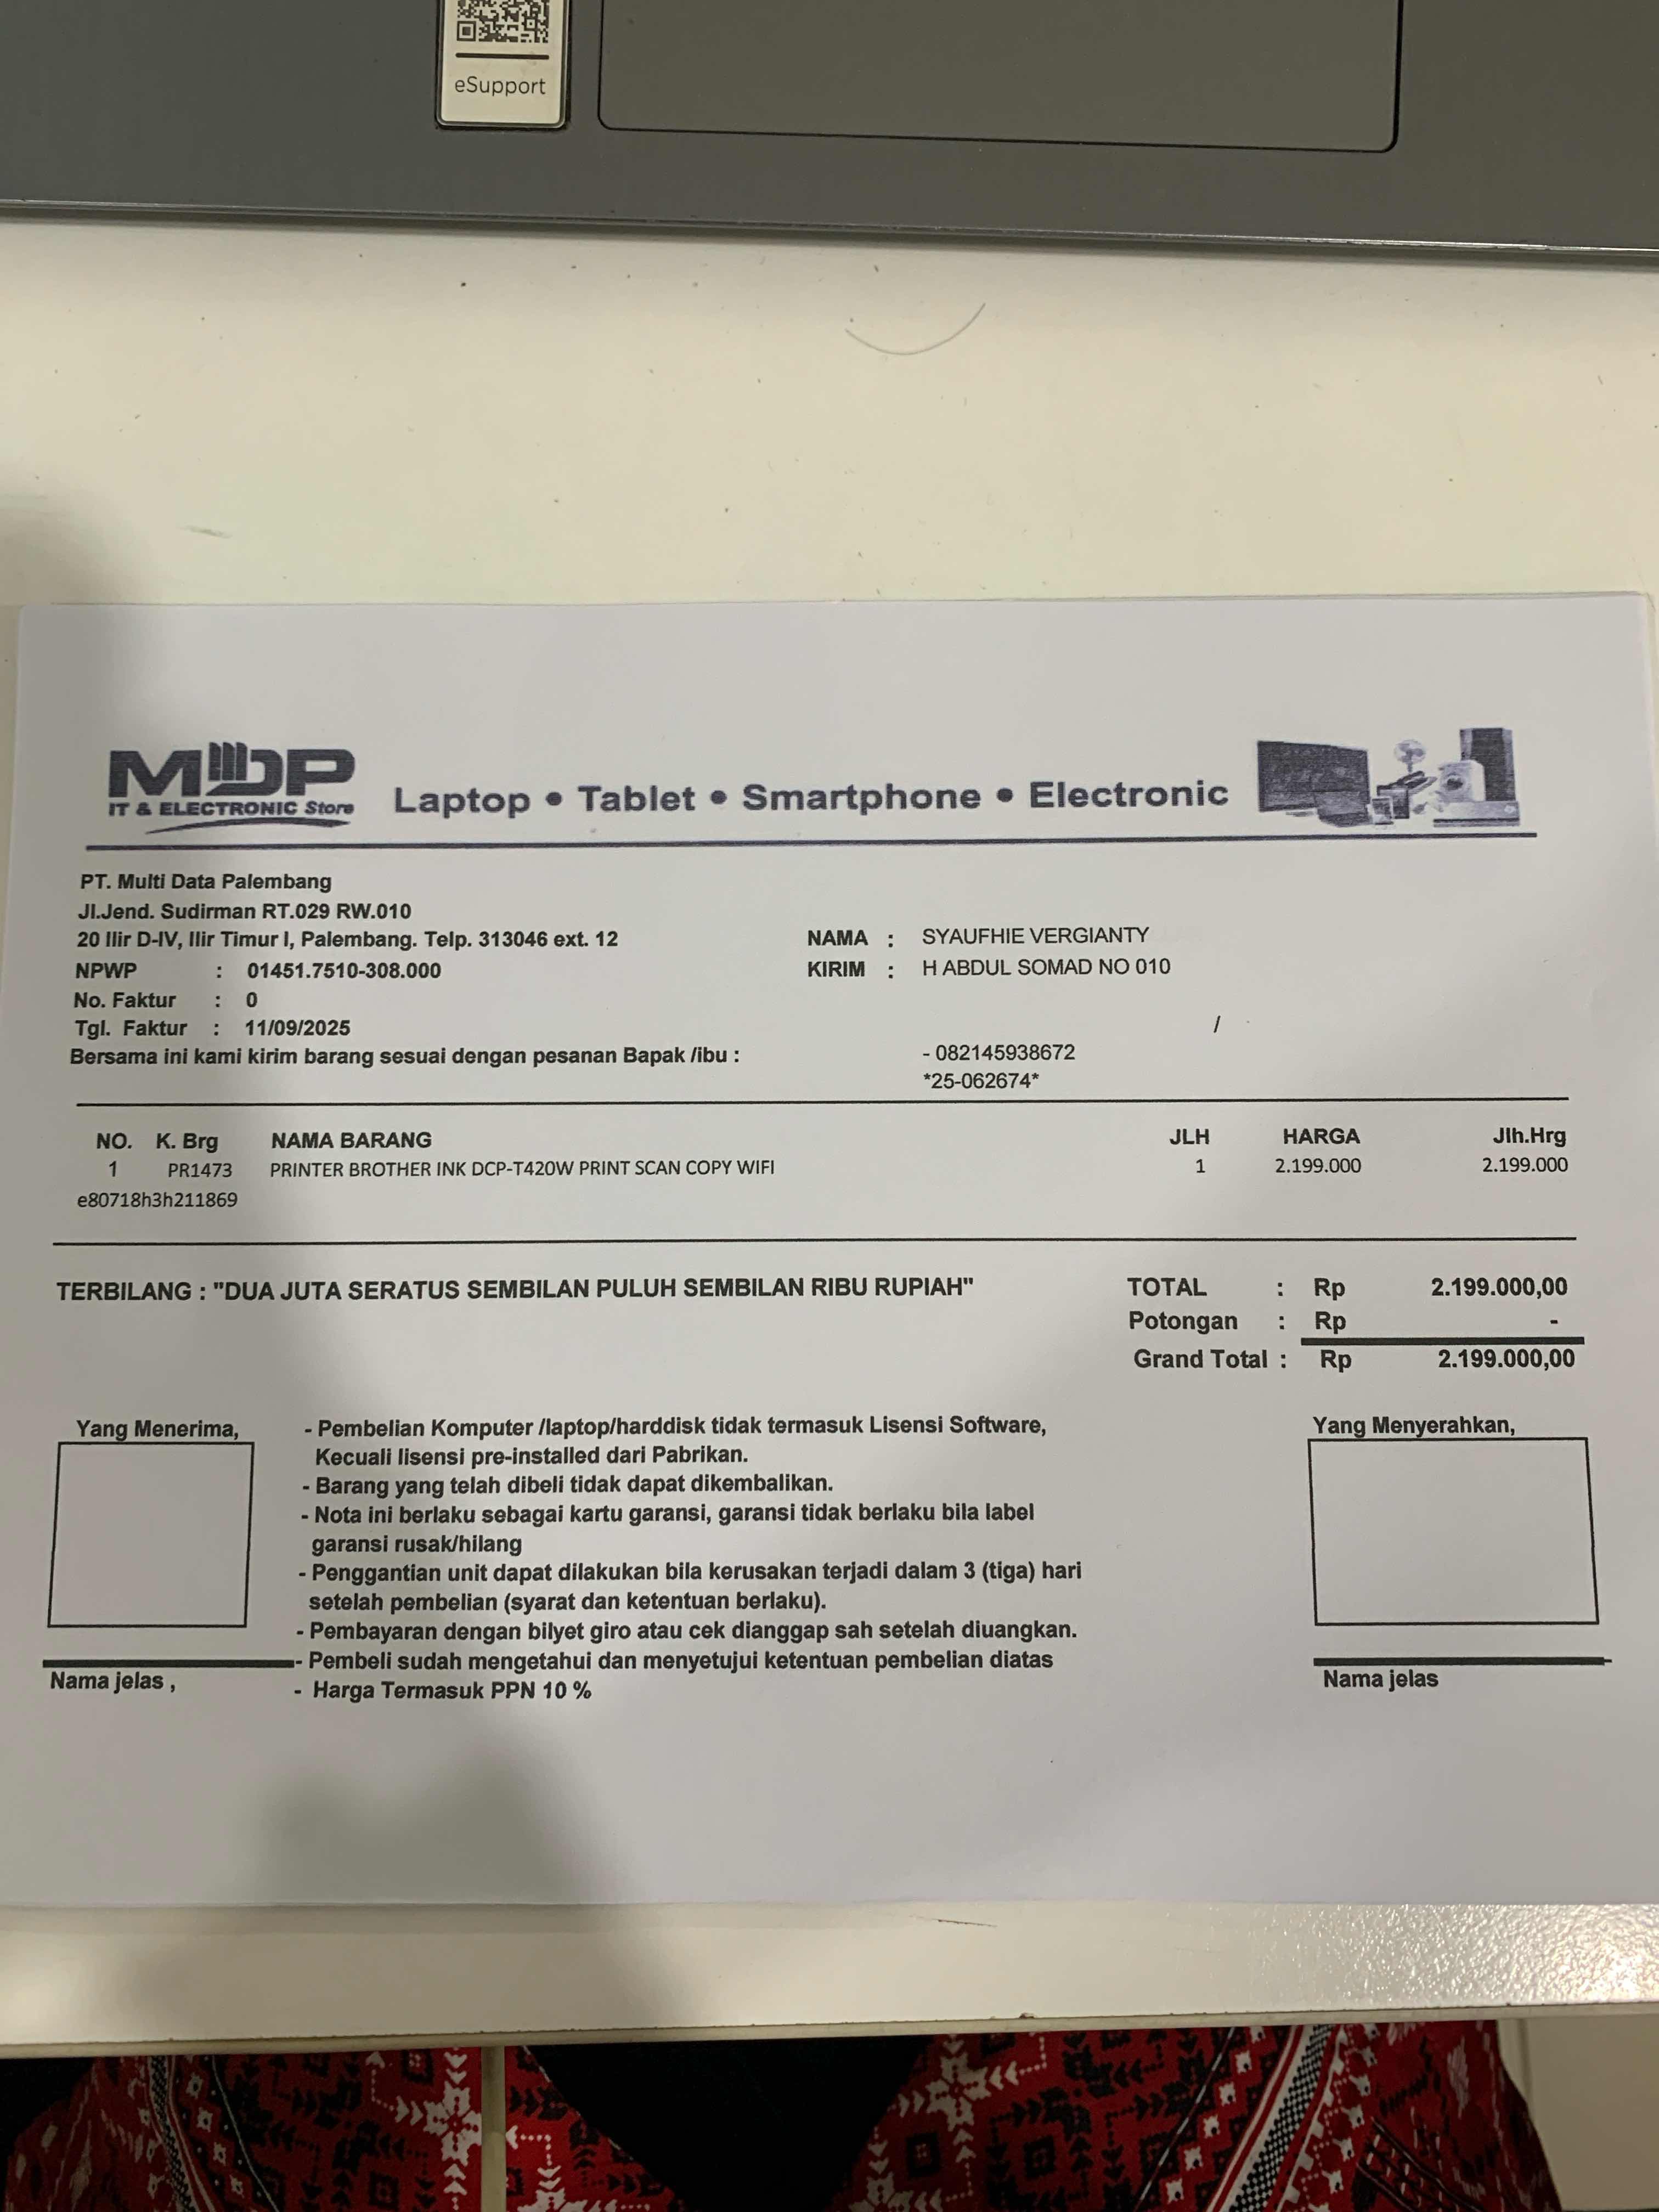 eSupport
MDP
IT & ELECTRONIC Store
Laptop • Tablet • Smartphone • Electronic
PT. Multi Data Palembang
Jl.Jend. Sudirman RT.029 RW.010
20 Ilir D-IV, Ilir Timur I, Palembang. Telp. 313046 ext. 12
NPWP : 01451.7510-308.000
No. Faktur : 0
Tgl. Faktur : 11/09/2025
Bersama ini kami kirim barang sesuai dengan pesanan Bapak /ibu :
NAMA : SYAUFHIE VERGIANTY
KIRIM : H ABDUL SOMAD NO 010
/
- 082145938672
*25-062674*
NO. K. Brg NAMA BARANG JLH HARGA Jlh.Hrg
1 PR1473 PRINTER BROTHER INK DCP-T420W PRINT SCAN COPY WIFI 1 2.199.000 2.199.000
e80718h3h211869
TERBILANG : "DUA JUTA SERATUS SEMBILAN PULUH SEMBILAN RIBU RUPIAH"
TOTAL : Rp 2.199.000,00
Potongan : Rp -
Grand Total : Rp 2.199.000,00
Yang Menerima,
Nama jelas ,
- Pembelian Komputer /laptop/harddisk tidak termasuk Lisensi Software,
Kecuali lisensi pre-installed dari Pabrikan.
- Barang yang telah dibeli tidak dapat dikembalikan.
- Nota ini berlaku sebagai kartu garansi, garansi tidak berlaku bila label
garansi rusak/hilang
- Penggantian unit dapat dilakukan bila kerusakan terjadi dalam 3 (tiga) hari
setelah pembelian (syarat dan ketentuan berlaku).
- Pembayaran dengan bilyet giro atau cek dianggap sah setelah diuangkan.
- Pembeli sudah mengetahui dan menyetujui ketentuan pembelian diatas
- Harga Termasuk PPN 10 %
Yang Menyerahkan,
Nama jelas